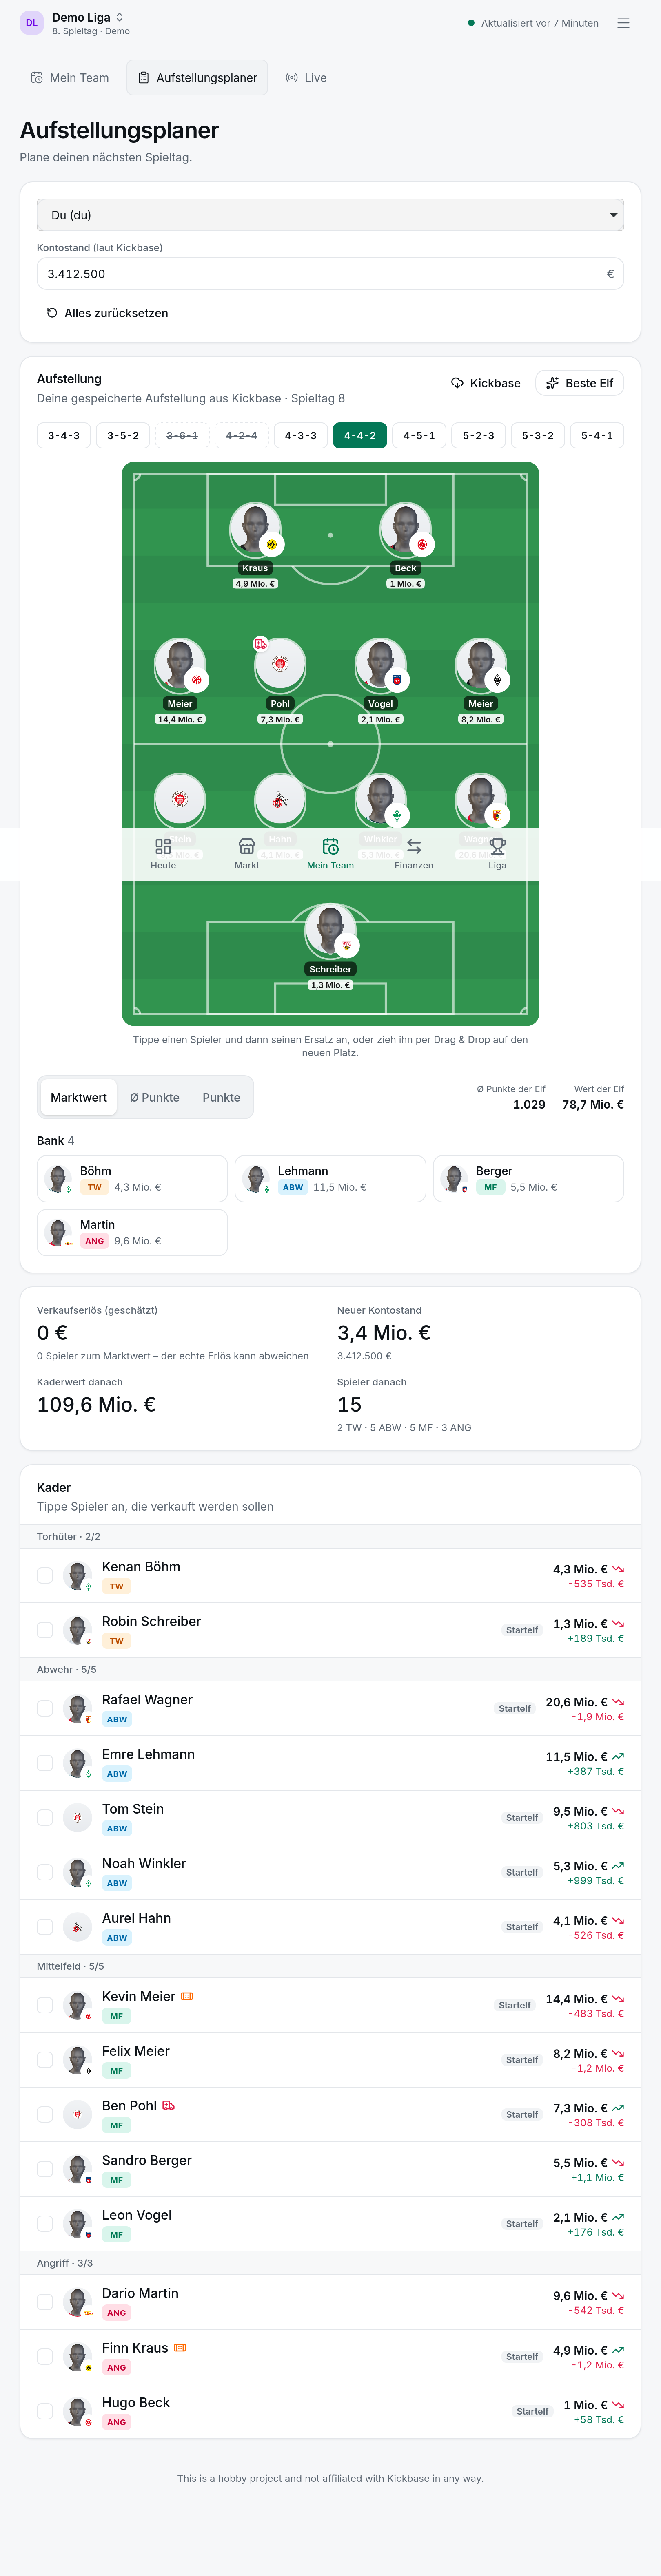 DL
Demo Liga
8. Spieltag · Demo
Aktualisiert vor 7 Minuten
Mein Team
Aufstellungsplaner
Live
Aufstellungsplaner
Plane deinen nächsten Spieltag.
Du (du)
Kontostand (laut Kickbase)
3.412.500 €
Alles zurücksetzen
Aufstellung
Deine gespeicherte Aufstellung aus Kickbase · Spieltag 8
Kickbase
Beste Elf
3-4-3 3-5-2 3-6-1 4-2-4 4-3-3 4-4-2 4-5-1 5-2-3 5-3-2 5-4-1
Kraus Beck
4,9 Mio. € 1 Mio. €
Meier Pohl Vogel Meier
14,4 Mio. € 7,3 Mio. € 2,1 Mio. € 8,2 Mio. €
Stein Hahn Winkler
Heute Markt Mein Team Finanzen Liga
Schreiber
1,3 Mio. €
Tippe einen Spieler und dann seinen Ersatz an, oder zieh ihn per Drag & Drop auf den
neuen Platz.
Marktwert Ø Punkte Punkte
Ø Punkte der Elf
1.029
Wert der Elf
78,7 Mio. €
Bank 4
Böhm
TW 4,3 Mio. €
Lehmann
ABW 11,5 Mio. €
Berger
MF 5,5 Mio. €
Martin
ANG 9,6 Mio. €
Verkaufserlös (geschätzt)
0 €
0 Spieler zum Marktwert – der echte Erlös kann abweichen
Neuer Kontostand
3,4 Mio. €
3.412.500 €
Kaderwert danach
109,6 Mio. €
Spieler danach
15
2 TW · 5 ABW · 5 MF · 3 ANG
Kader
Tippe Spieler an, die verkauft werden sollen
Torhüter · 2/2
Kenan Böhm
TW
4,3 Mio. €
-535 Tsd. €
Robin Schreiber
TW
Startelf
1,3 Mio. €
+189 Tsd. €
Abwehr · 5/5
Rafael Wagner
ABW
Startelf
20,6 Mio. €
-1,9 Mio. €
Emre Lehmann
ABW
11,5 Mio. €
+387 Tsd. €
Tom Stein
ABW
Startelf
9,5 Mio. €
+803 Tsd. €
Noah Winkler
ABW
Startelf
5,3 Mio. €
+999 Tsd. €
Aurel Hahn
ABW
Startelf
4,1 Mio. €
-526 Tsd. €
Mittelfeld · 5/5
Kevin Meier
MF
Startelf
14,4 Mio. €
-483 Tsd. €
Felix Meier
MF
Startelf
8,2 Mio. €
-1,2 Mio. €
Ben Pohl
MF
Startelf
7,3 Mio. €
-308 Tsd. €
Sandro Berger
MF
5,5 Mio. €
+1,1 Mio. €
Leon Vogel
MF
Startelf
2,1 Mio. €
+176 Tsd. €
Angriff · 3/3
Dario Martin
ANG
9,6 Mio. €
-542 Tsd. €
Finn Kraus
ANG
Startelf
4,9 Mio. €
-1,2 Mio. €
Hugo Beck
ANG
Startelf
1 Mio. €
+58 Tsd. €
This is a hobby project and not affiliated with Kickbase in any way.